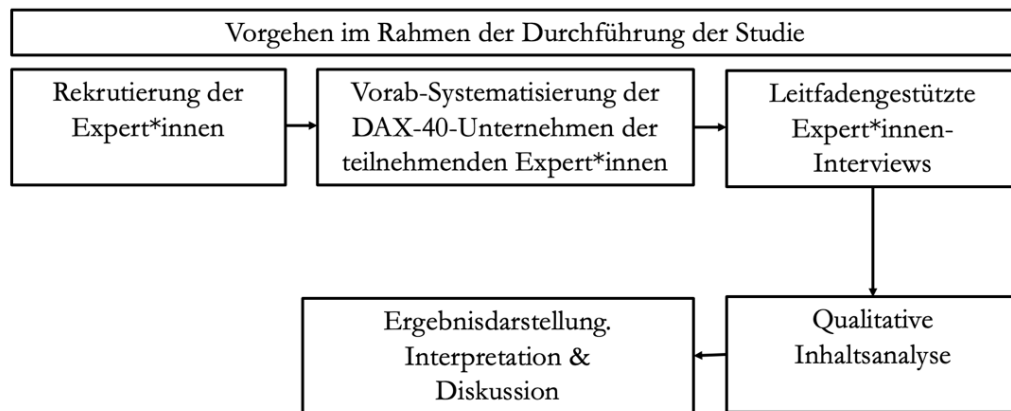 Vorgehen im Rahmen der Durchführung der Studie
Rekrutierung der
Expert*innen
Vorab-Systematisierung der
DAX-40-Unternehmen der
teilnehmenden Expert*innen
Leitfadengestützte
Expert*innen-
Interviews
Qualitative
Inhaltsanalyse
Ergebnisdarstellung.
Interpretation &
Diskussion